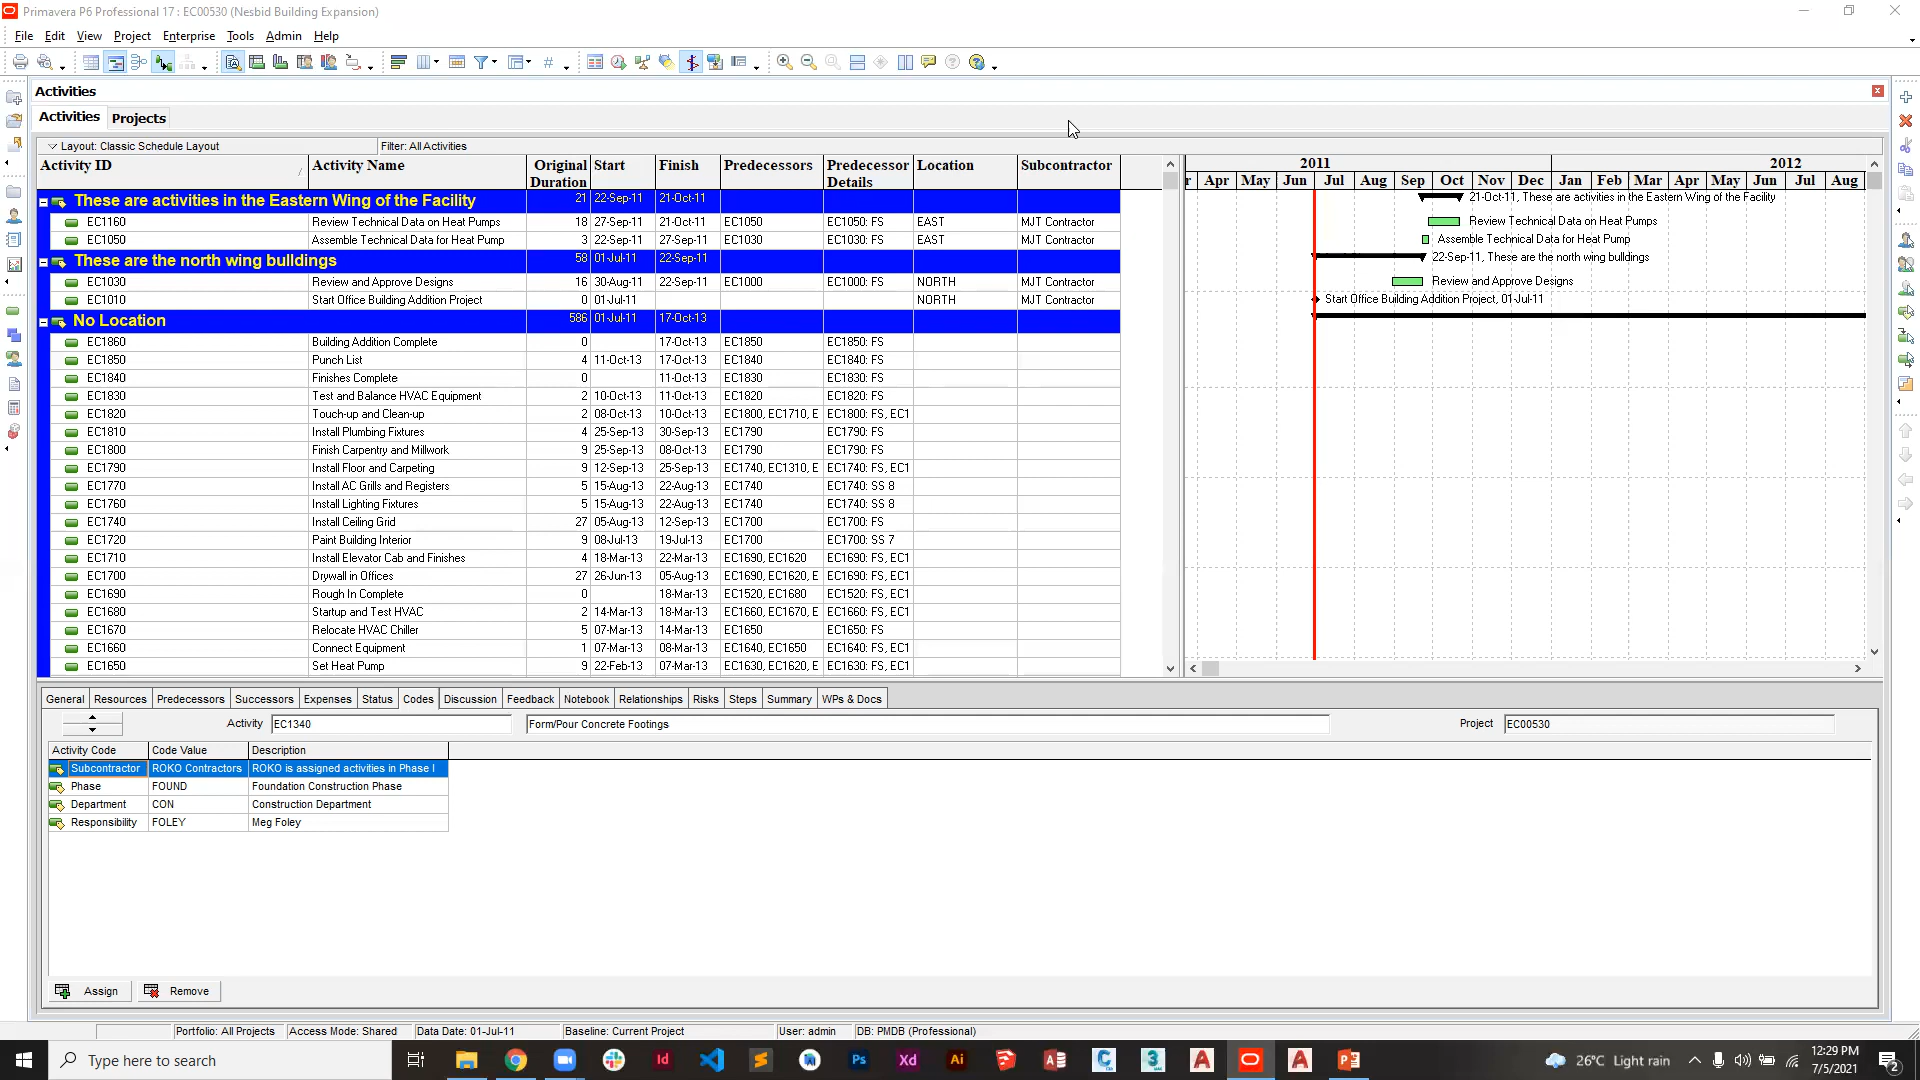 Primavera P6 Professional 17 : EC00530 (Nesbid Building Expansion)
File Edit View Project Enterprise Tools Admin Help
Activities
Activities Projects
Layout: Classic Schedule Layout Filter: All Activities
Activity ID Activity Name Original Duration Start Finish Predecessors Predecessor Details Location Subcontractor
2011 2012
r Apr May Jun Jul Aug Sep Oct Nov Dec Jan Feb Mar Apr May Jun Jul Aug
These are activities in the Eastern Wing of the Facility 21 22-Sep-11 21-Oct-11
21-Oct-11, These are activities in the Eastern Wing of the Facility
EC1160 Review Technical Data on Heat Pumps 18 27-Sep-11 21-Oct-11 EC1050 EC1050: FS EAST MJT Contractor
Review Technical Data on Heat Pumps
EC1050 Assemble Technical Data for Heat Pump 3 22-Sep-11 27-Sep-11 EC1030 EC1030: FS EAST MJT Contractor
Assemble Technical Data for Heat Pump
These are the north wing bulldings 58 01-Jul-11 22-Sep-11
22-Sep-11, These are the north wing bulldings
EC1030 Review and Approve Designs 16 30-Aug-11 22-Sep-11 EC1000 EC1000: FS NORTH MJT Contractor
Review and Approve Designs
EC1010 Start Office Building Addition Project 0 01-Jul-11 NORTH MJT Contractor
Start Office Building Addition Project, 01-Jul-11
No Location 586 01-Jul-11 17-Oct-13
EC1860 Building Addition Complete 0 17-Oct-13 EC1850 EC1850: FS
EC1850 Punch List 4 11-Oct-13 17-Oct-13 EC1840 EC1840: FS
EC1840 Finishes Complete 0 11-Oct-13 EC1830 EC1830: FS
EC1830 Test and Balance HVAC Equipment 2 10-Oct-13 11-Oct-13 EC1820 EC1820: FS
EC1820 Touch-up and Clean-up 2 08-Oct-13 10-Oct-13 EC1800, EC1710, E EC1800: FS, EC1
EC1810 Install Plumbing Fixtures 4 25-Sep-13 30-Sep-13 EC1790 EC1790: FS
EC1800 Finish Carpentry and Millwork 9 25-Sep-13 08-Oct-13 EC1790 EC1790: FS
EC1790 Install Floor and Carpeting 9 12-Sep-13 25-Sep-13 EC1740, EC1310, E EC1740: FS, EC1
EC1770 Install AC Grills and Registers 5 15-Aug-13 22-Aug-13 EC1740 EC1740: SS 8
EC1760 Install Lighting Fixtures 5 15-Aug-13 22-Aug-13 EC1740 EC1740: SS 8
EC1740 Install Ceiling Grid 27 05-Aug-13 12-Sep-13 EC1700 EC1700: FS
EC1720 Paint Building Interior 9 08-Jul-13 19-Jul-13 EC1700 EC1700: SS 7
EC1710 Install Elevator Cab and Finishes 4 18-Mar-13 22-Mar-13 EC1690, EC1620 EC1690: FS, EC1
EC1700 Drywall in Offices 27 26-Jun-13 05-Aug-13 EC1690, EC1620, E EC1690: FS, EC1
EC1690 Rough In Complete 0 18-Mar-13 EC1520, EC1680 EC1520: FS, EC1
EC1680 Startup and Test HVAC 2 14-Mar-13 18-Mar-13 EC1660, EC1670, E EC1660: FS, EC1
EC1670 Relocate HVAC Chiller 5 07-Mar-13 14-Mar-13 EC1650 EC1650: FS
EC1660 Connect Equipment 1 07-Mar-13 08-Mar-13 EC1640, EC1650 EC1640: FS, EC1
EC1650 Set Heat Pump 9 22-Feb-13 07-Mar-13 EC1630, EC1620, E EC1630: FS, EC1
General Resources Predecessors Successors Expenses Status Codes Discussion Feedback Notebook Relationships Risks Steps Summary WPs & Docs
Activity EC1340 Form/Pour Concrete Footings Project EC00530
Activity Code Code Value Description
Subcontractor ROKO Contractors ROKO is assigned activities in Phase I
Phase FOUND Foundation Construction Phase
Department CON Construction Department
Responsibility FOLEY Meg Foley
Assign Remove
Portfolio: All Projects Access Mode: Shared Data Date: 01-Jul-11 Baseline: Current Project User: admin DB: PMDB (Professional)
Type here to search
Id Ps Xd Ai
26°C Light rain
12:29 PM
7/5/2021
2